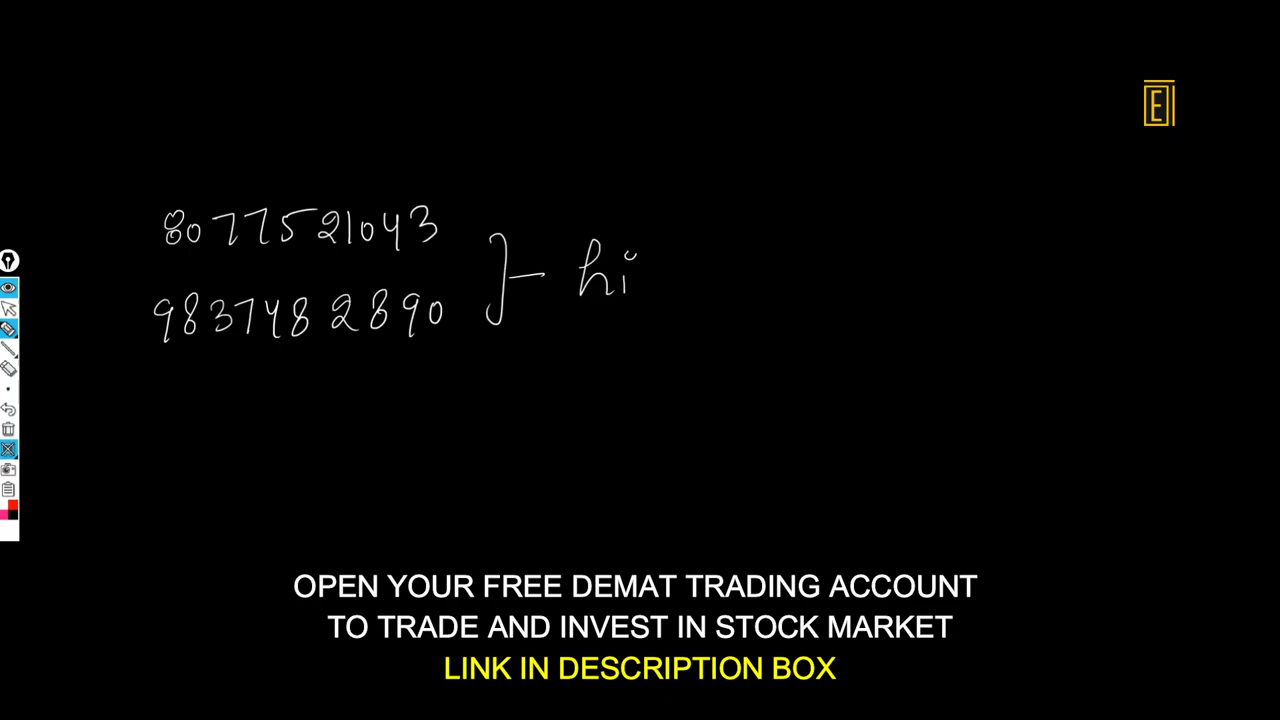 E
8077521043
9837482890
} - hi
OPEN YOUR FREE DEMAT TRADING ACCOUNT
TO TRADE AND INVEST IN STOCK MARKET
LINK IN DESCRIPTION BOX